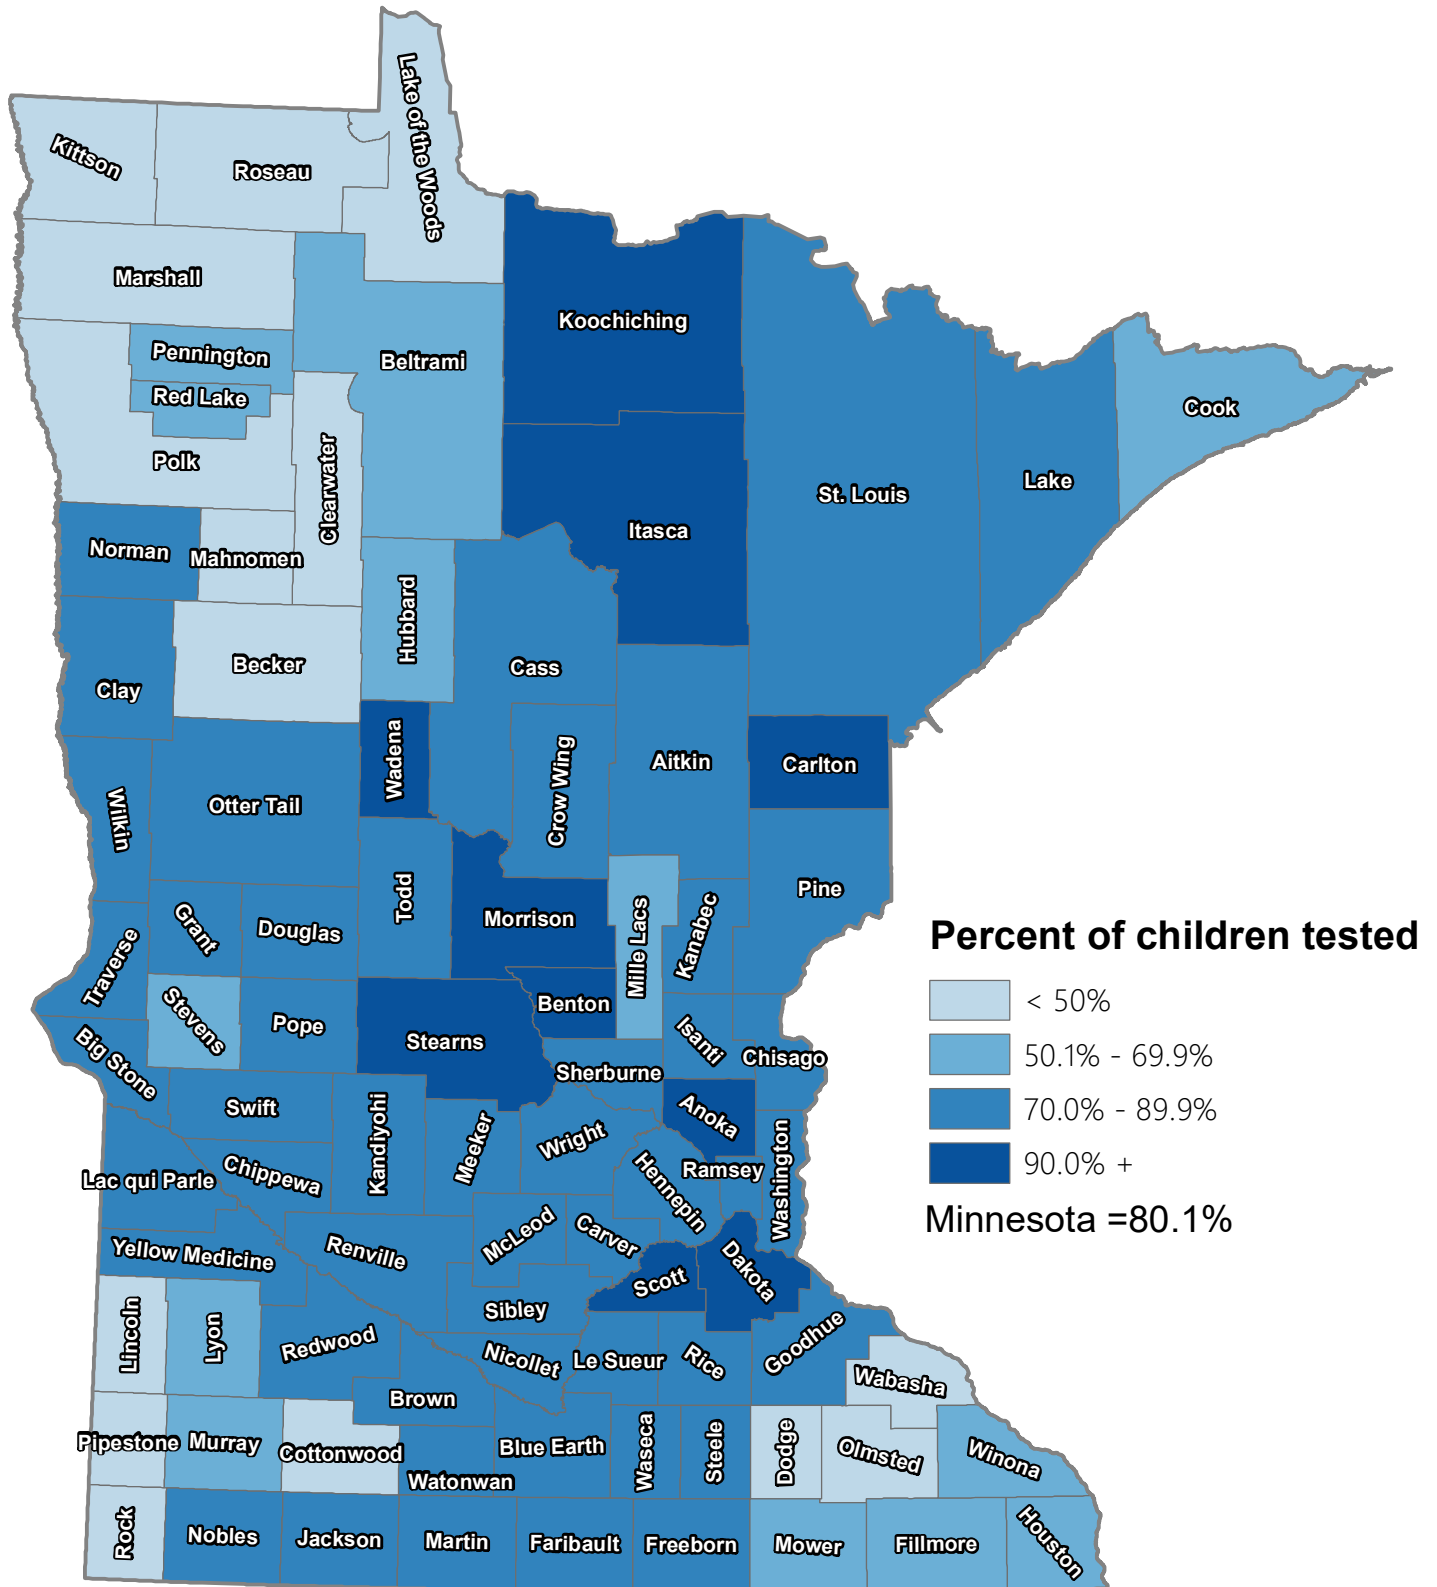 Lake of the Woods
Kittson
Roseau
Marshall
Koochiching
Pennington
Beltrami
Red Lake
Cook
Polk
Clearwater
Lake
St. Louis
Itasca
Norman
Mahnomen
Hubbard
Becker
Cass
Clay
Wadena
Aitkin
Carlton
Crow Wing
Otter Tail
Wilkin
Pine
Todd
Morrison
Grant
Douglas
Mille Lacs
Kanabec
Traverse
Benton
Stevens
Pope
Stearns
Isanti
Chisago
Big Stone
Sherburne
Swift
Anoka
Kandiyohi
Meeker
Wright
Washington
Ramsey
Lac qui Parle
Chippewa
Hennepin
McLeod
Carver
Yellow Medicine
Renville
Dakota
Scott
Sibley
Lincoln
Lyon
Redwood
Goodhue
Nicollet
Le Sueur
Rice
Wabasha
Brown
Pipestone
Murray
Cottonwood
Blue Earth
Waseca
Steele
Dodge
Olmsted
Winona
Watonwan
Rock
Nobles
Jackson
Martin
Faribault
Freeborn
Mower
Fillmore
Houston
Percent of children tested
< 50%
50.1% - 69.9%
70.0% - 89.9%
90.0% +
Minnesota =80.1%